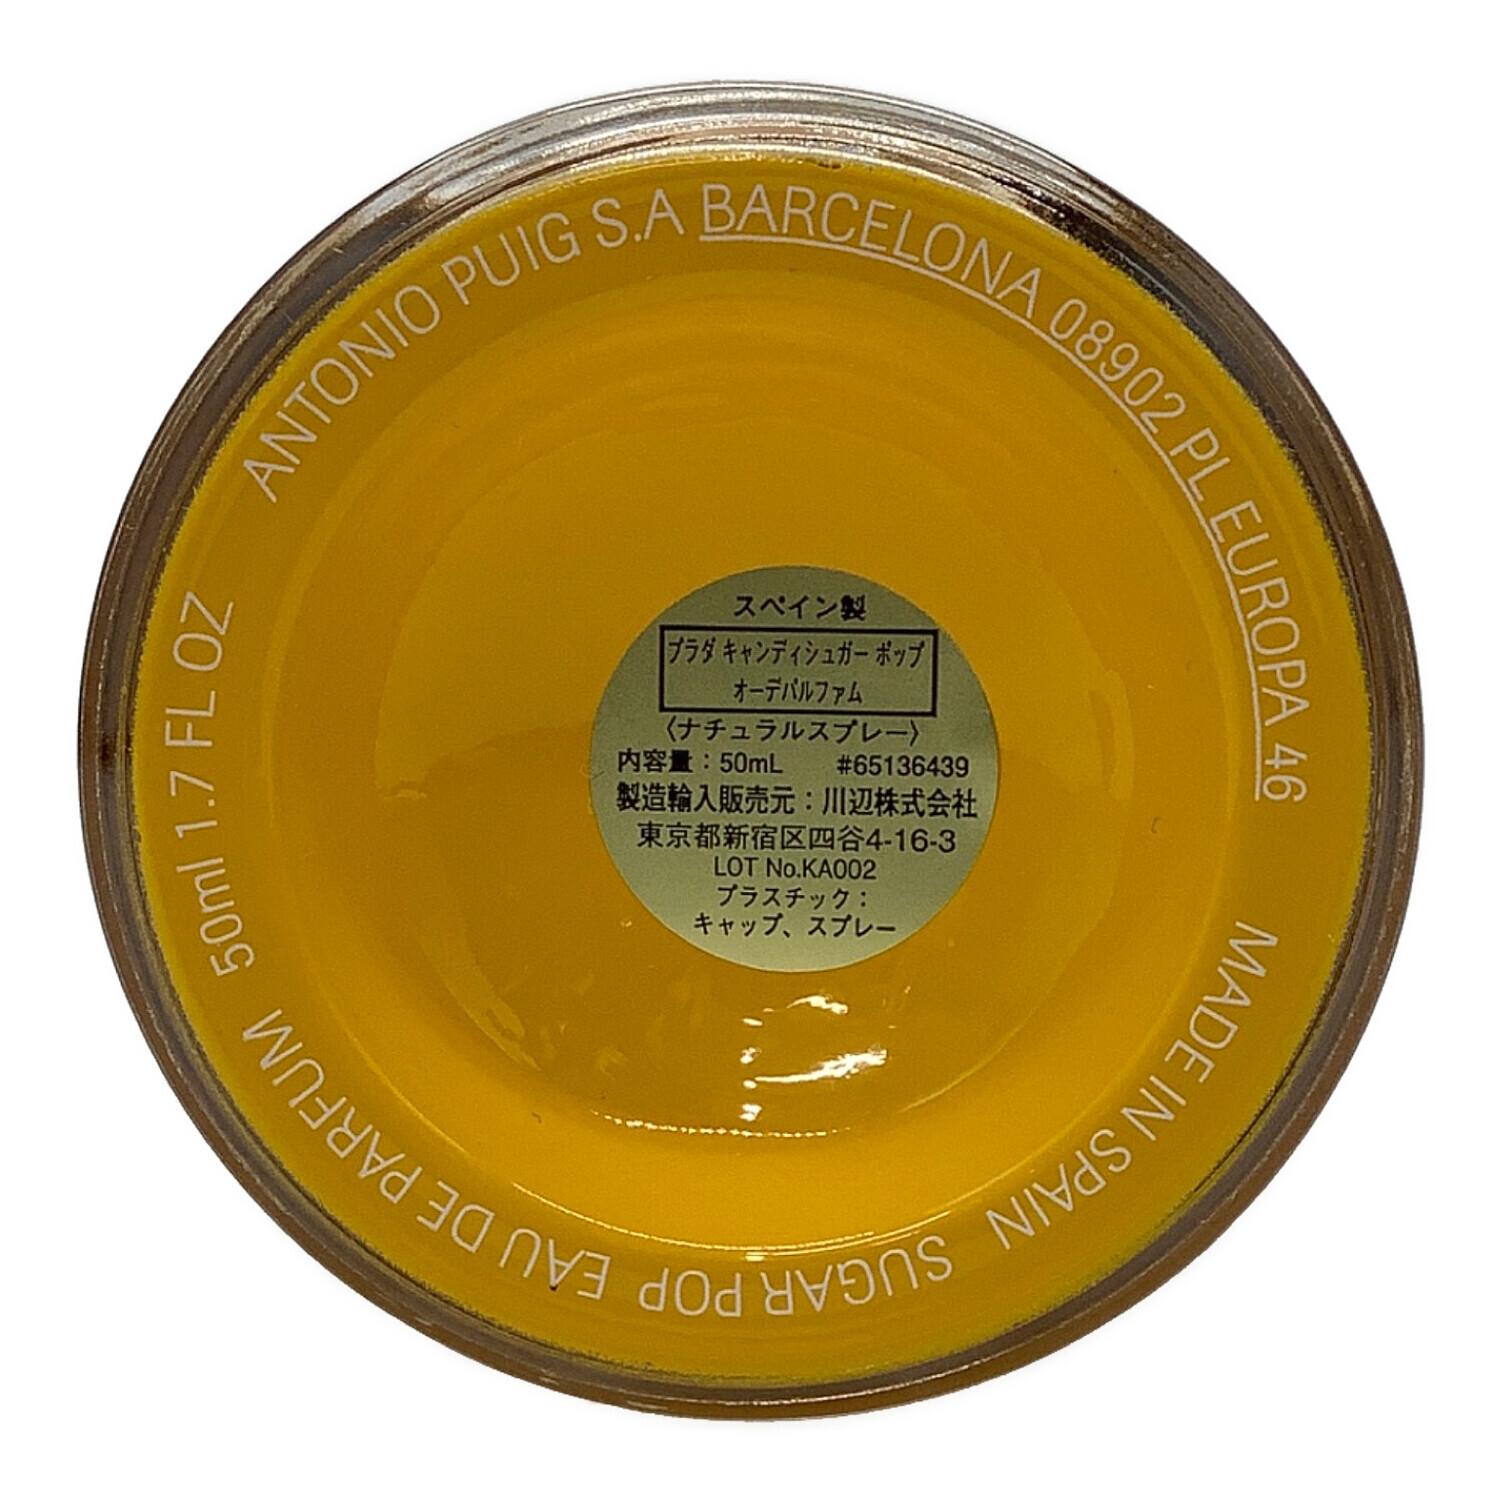 ANTONIO PUIG S.A BARCELONA 08902 PL EUROPA 46
MADE IN SPAIN SUGAR POP EAU DE PARFUM 50ml 1.7 FL OZ
スペイン製
プラダ キャンディシュガー ポップ
オーデパルファム
〈ナチュラルスプレー〉
内容量：50mL #65136439
製造輸入販売元：川辺株式会社
東京都新宿区四谷4-16-3
LOT No.KA002
プラスチック：
キャップ、スプレー